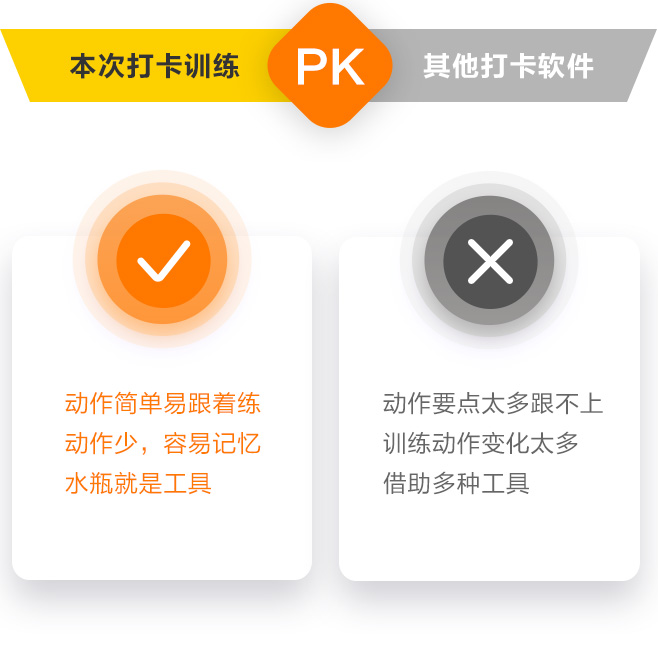 本次打卡训练
PK
其他打卡软件
动作简单易跟着练
动作少，容易记忆
水瓶就是工具
动作要点太多跟不上
训练动作变化太多
借助多种工具